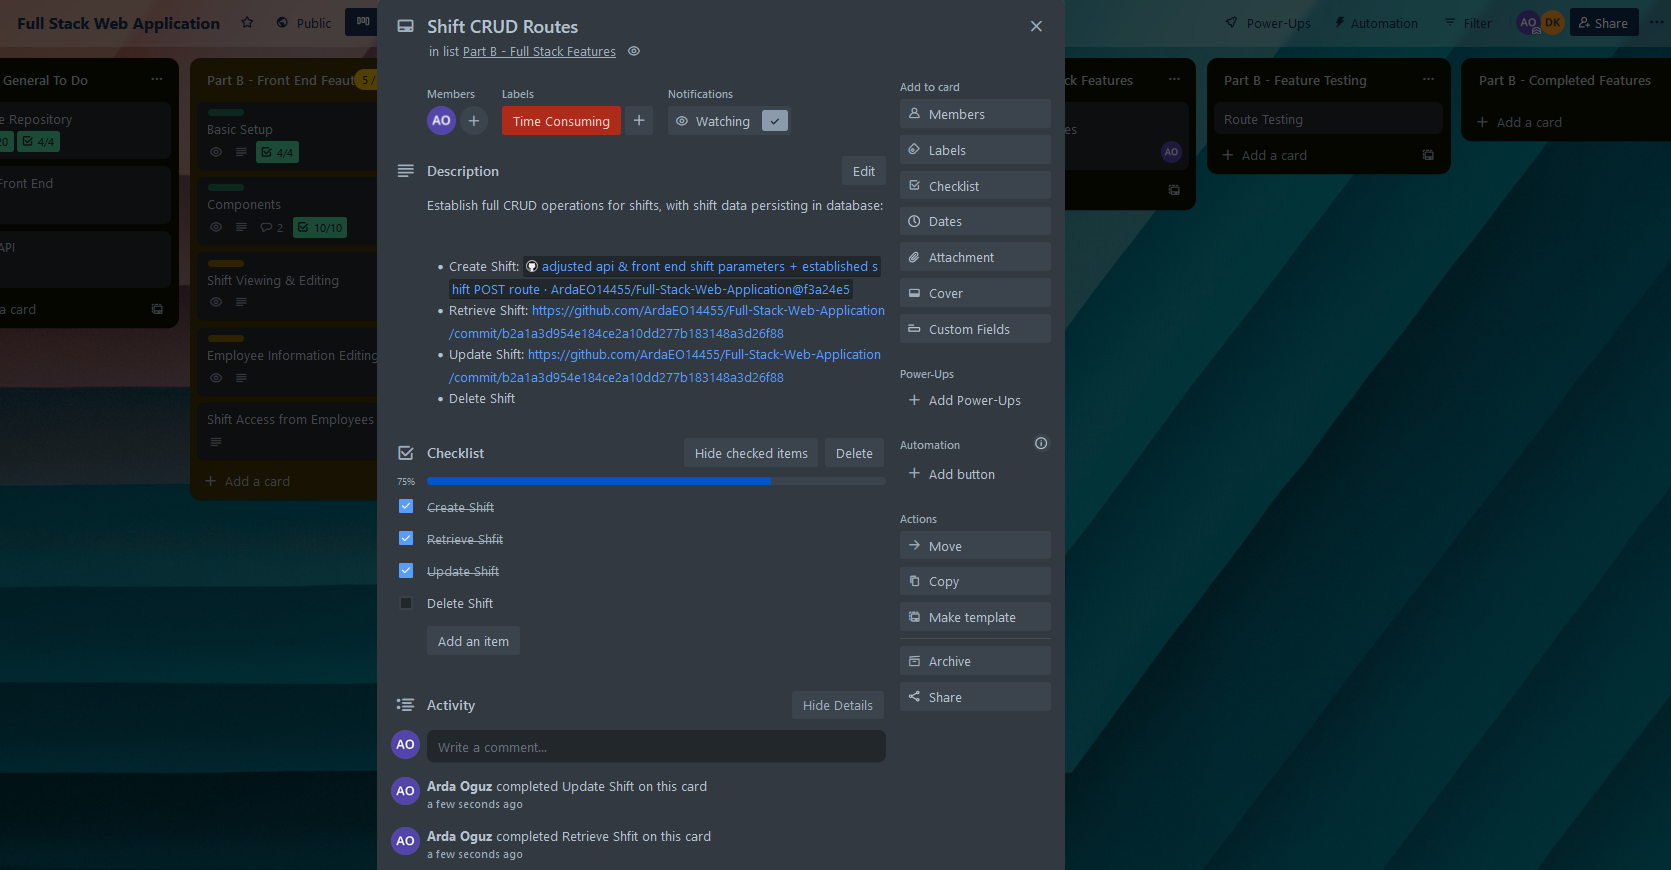 Full Stack Web Application
Public
Power-Ups
Automation
Filter
AO
DK
Share
General To Do
e Repository
20
4/4
Front End
API
a card
Part B - Front End Feaut
5 /
Basic Setup
4/4
Components
2
10/10
Shift Viewing & Editing
Employee Information Editing
Shift Access from Employees
Add a card
Shift CRUD Routes
in list Part B - Full Stack Features
Members
Labels
Notifications
AO
Time Consuming
Watching
Description
Edit
Establish full CRUD operations for shifts, with shift data persisting in database:
• Create Shift: adjusted api & front end shift parameters + established s
hift POST route · ArdaEO14455/Full-Stack-Web-Application@f3a24e5
• Retrieve Shift: https://github.com/ArdaEO14455/Full-Stack-Web-Application
/commit/b2a1a3d954e184ce2a10dd277b183148a3d26f88
• Update Shift: https://github.com/ArdaEO14455/Full-Stack-Web-Application
/commit/b2a1a3d954e184ce2a10dd277b183148a3d26f88
• Delete Shift
Checklist
Hide checked items
Delete
75%
Create Shift
Retrieve Shfit
Update Shift
Delete Shift
Add an item
Activity
Hide Details
AO
Write a comment...
AO
Arda Oguz completed Update Shift on this card
a few seconds ago
AO
Arda Oguz completed Retrieve Shfit on this card
a few seconds ago
Add to card
Members
Labels
Checklist
Dates
Attachment
Cover
Custom Fields
Power-Ups
Add Power-Ups
Automation
Add button
Actions
Move
Copy
Make template
Archive
Share
ck Features
es
AO
Part B - Feature Testing
Route Testing
Add a card
Part B - Completed Features
Add a card